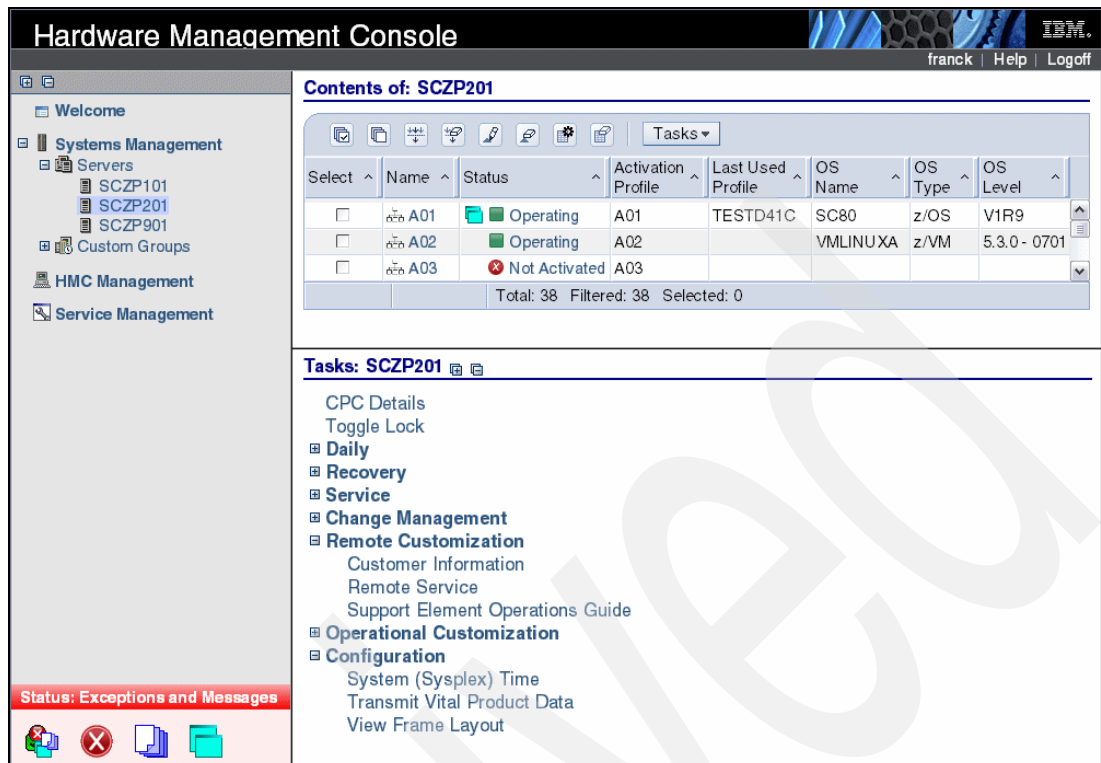 Hardware Management Console
IBM.
franck | Help | Logoff
Welcome
Systems Management
Servers
SCZP101
SCZP201
SCZP901
Custom Groups
HMC Management
Service Management
Status: Exceptions and Messages
Contents of: SCZP201
Tasks
Select Name Status Activation Profile Last Used Profile OS Name OS Type OS Level
A01 Operating A01 TESTD41C SC80 z/OS V1R9
A02 Operating A02 VMLINUXA z/VM 5.3.0 - 0701
A03 Not Activated A03
Total: 38 Filtered: 38 Selected: 0
Tasks: SCZP201
CPC Details
Toggle Lock
Daily
Recovery
Service
Change Management
Remote Customization
Customer Information
Remote Service
Support Element Operations Guide
Operational Customization
Configuration
System (Sysplex) Time
Transmit Vital Product Data
View Frame Layout